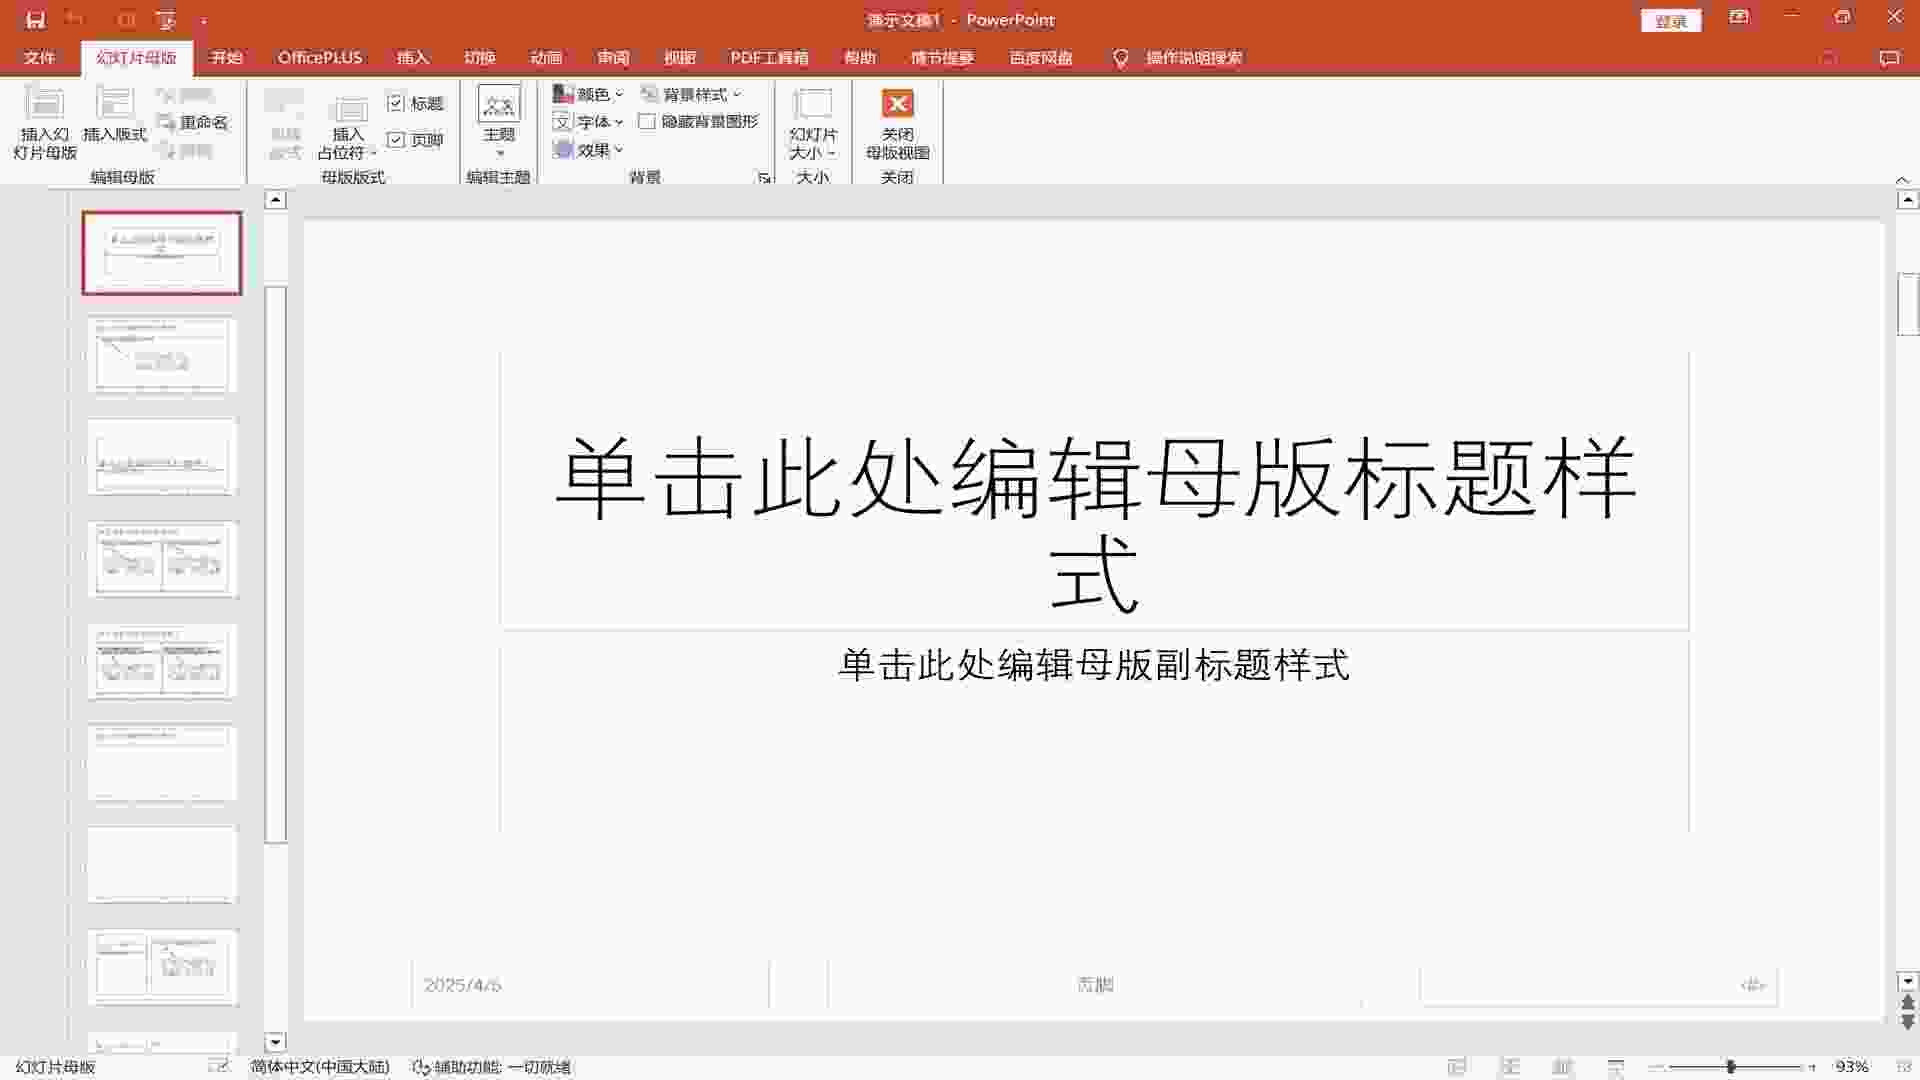 演示文稿1 - PowerPoint
登录
文件
幻灯片母版
开始
OfficePLUS
插入
切换
动画
审阅
视图
PDF工具箱
帮助
情节提要
百度网盘
操作说明搜索
插入幻
灯片母版
插入版式
重命名
编辑母版
插入
占位符
标题
页脚
母版版式
主题
编辑主题
颜色
字体
效果
背景样式
隐藏背景图形
背景
幻灯片
大小
大小
关闭
母版视图
关闭
单击此处编辑母版标题样
式
单击此处编辑母版副标题样式
2025/4/5
页脚
‹#›
幻灯片母版
简体中文(中国大陆)
辅助功能: 一切就绪
93%